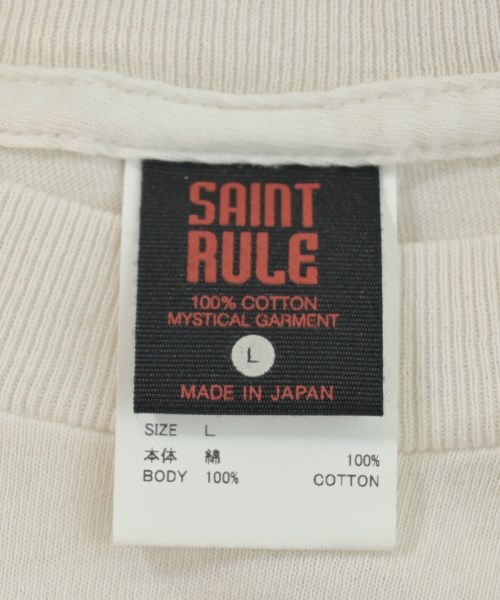 SAINT
RULE
100% COTTON
MYSTICAL GARMENT
L
MADE IN JAPAN
SIZE L
本体 綿 100%
BODY 100% COTTON